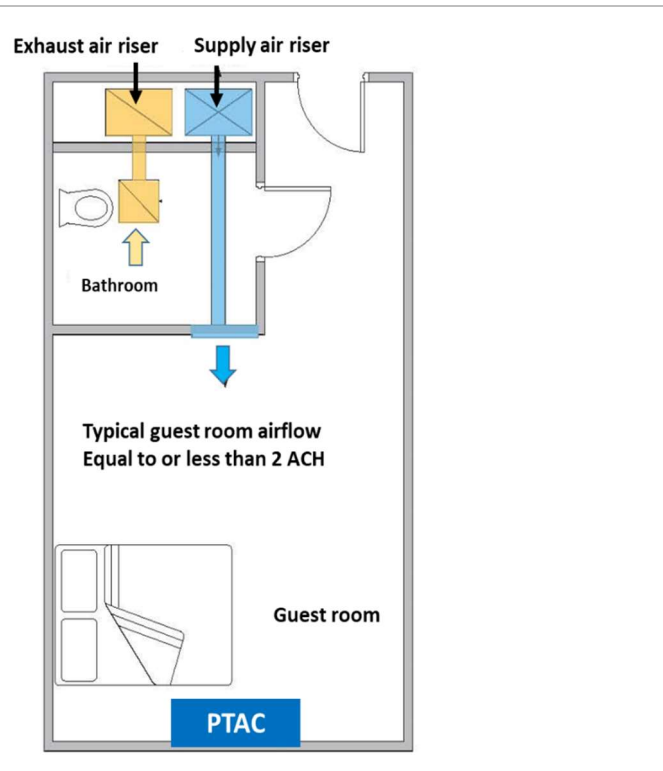 Exhaust air riser
Supply air riser
Bathroom
Typical guest room airflow
Equal to or less than 2 ACH
Guest room
PTAC